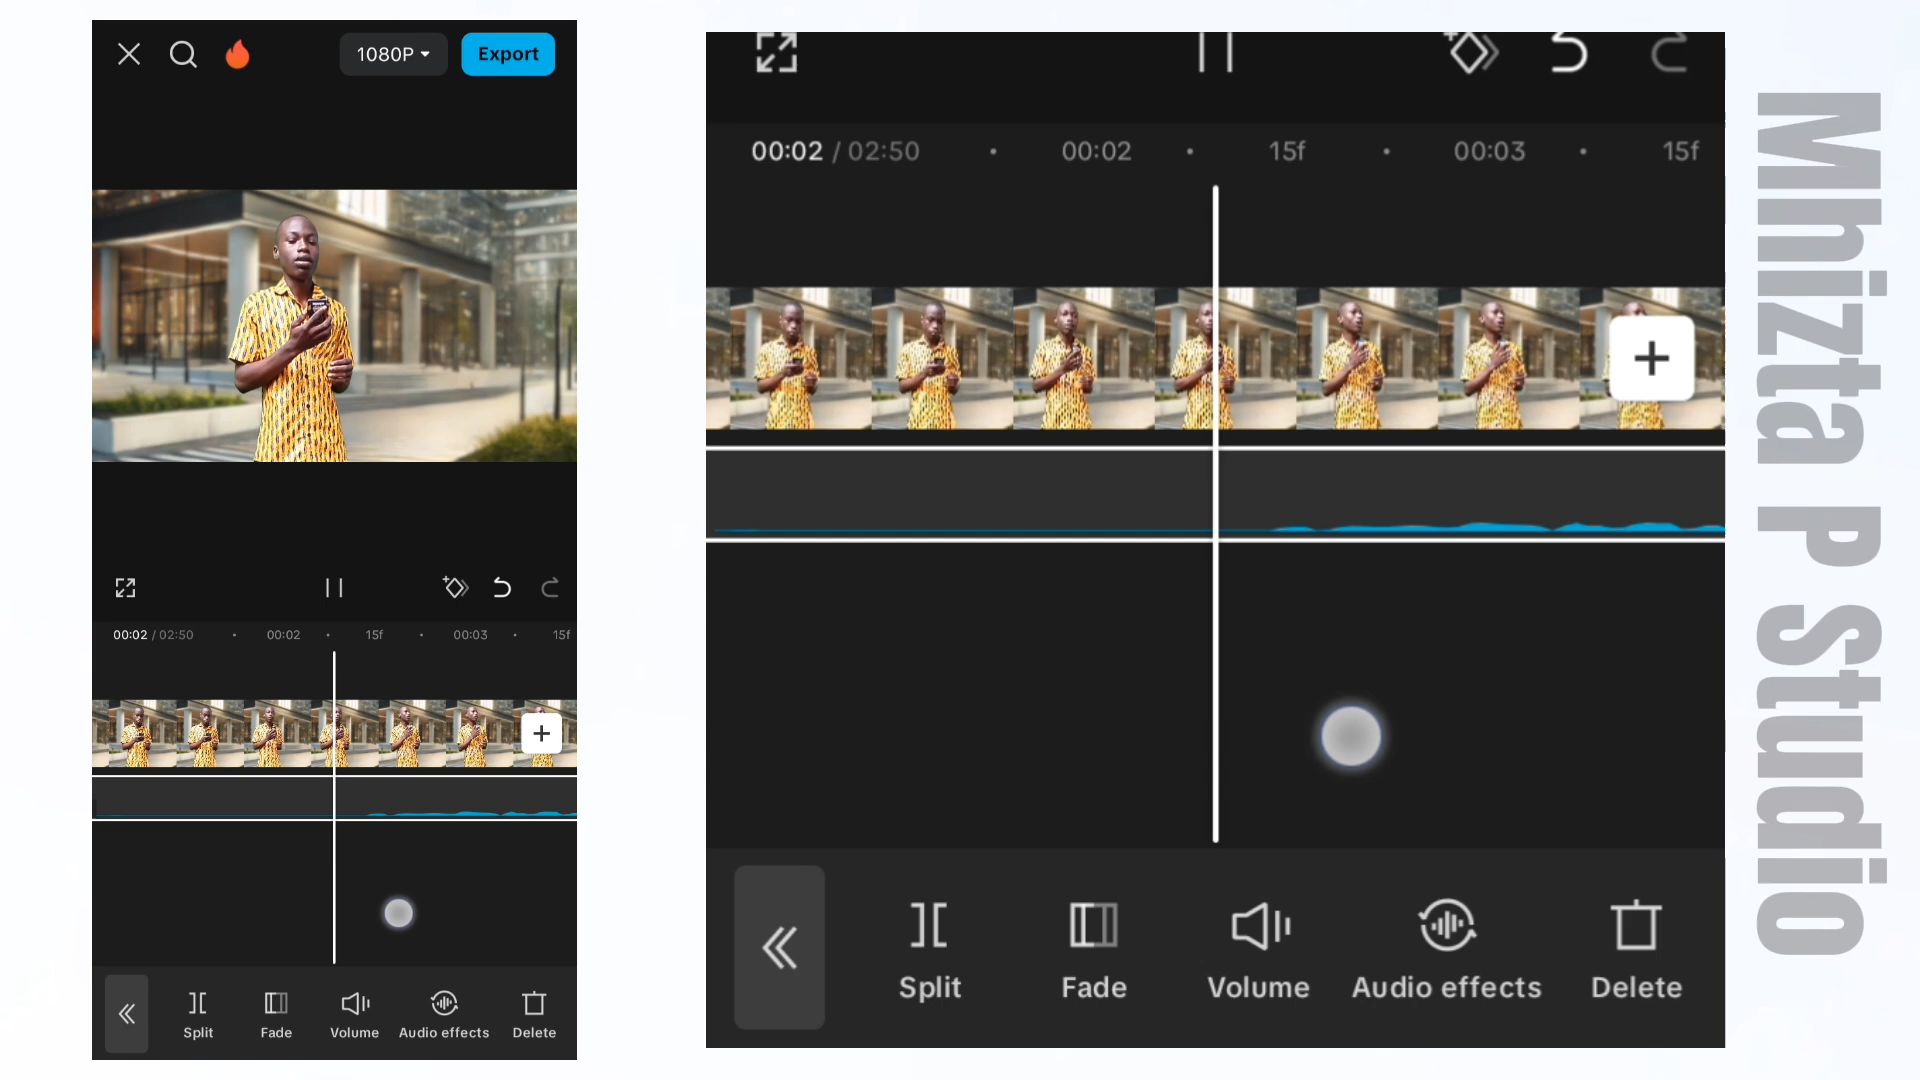 1080P
Export
00:02 / 02:50
00:02
15f
00:03
15f
Split
Fade
Volume
Audio effects
Delete
00:02 / 02:50
00:02
15f
00:03
15f
Split
Fade
Volume
Audio effects
Delete
Mhizta P Studio